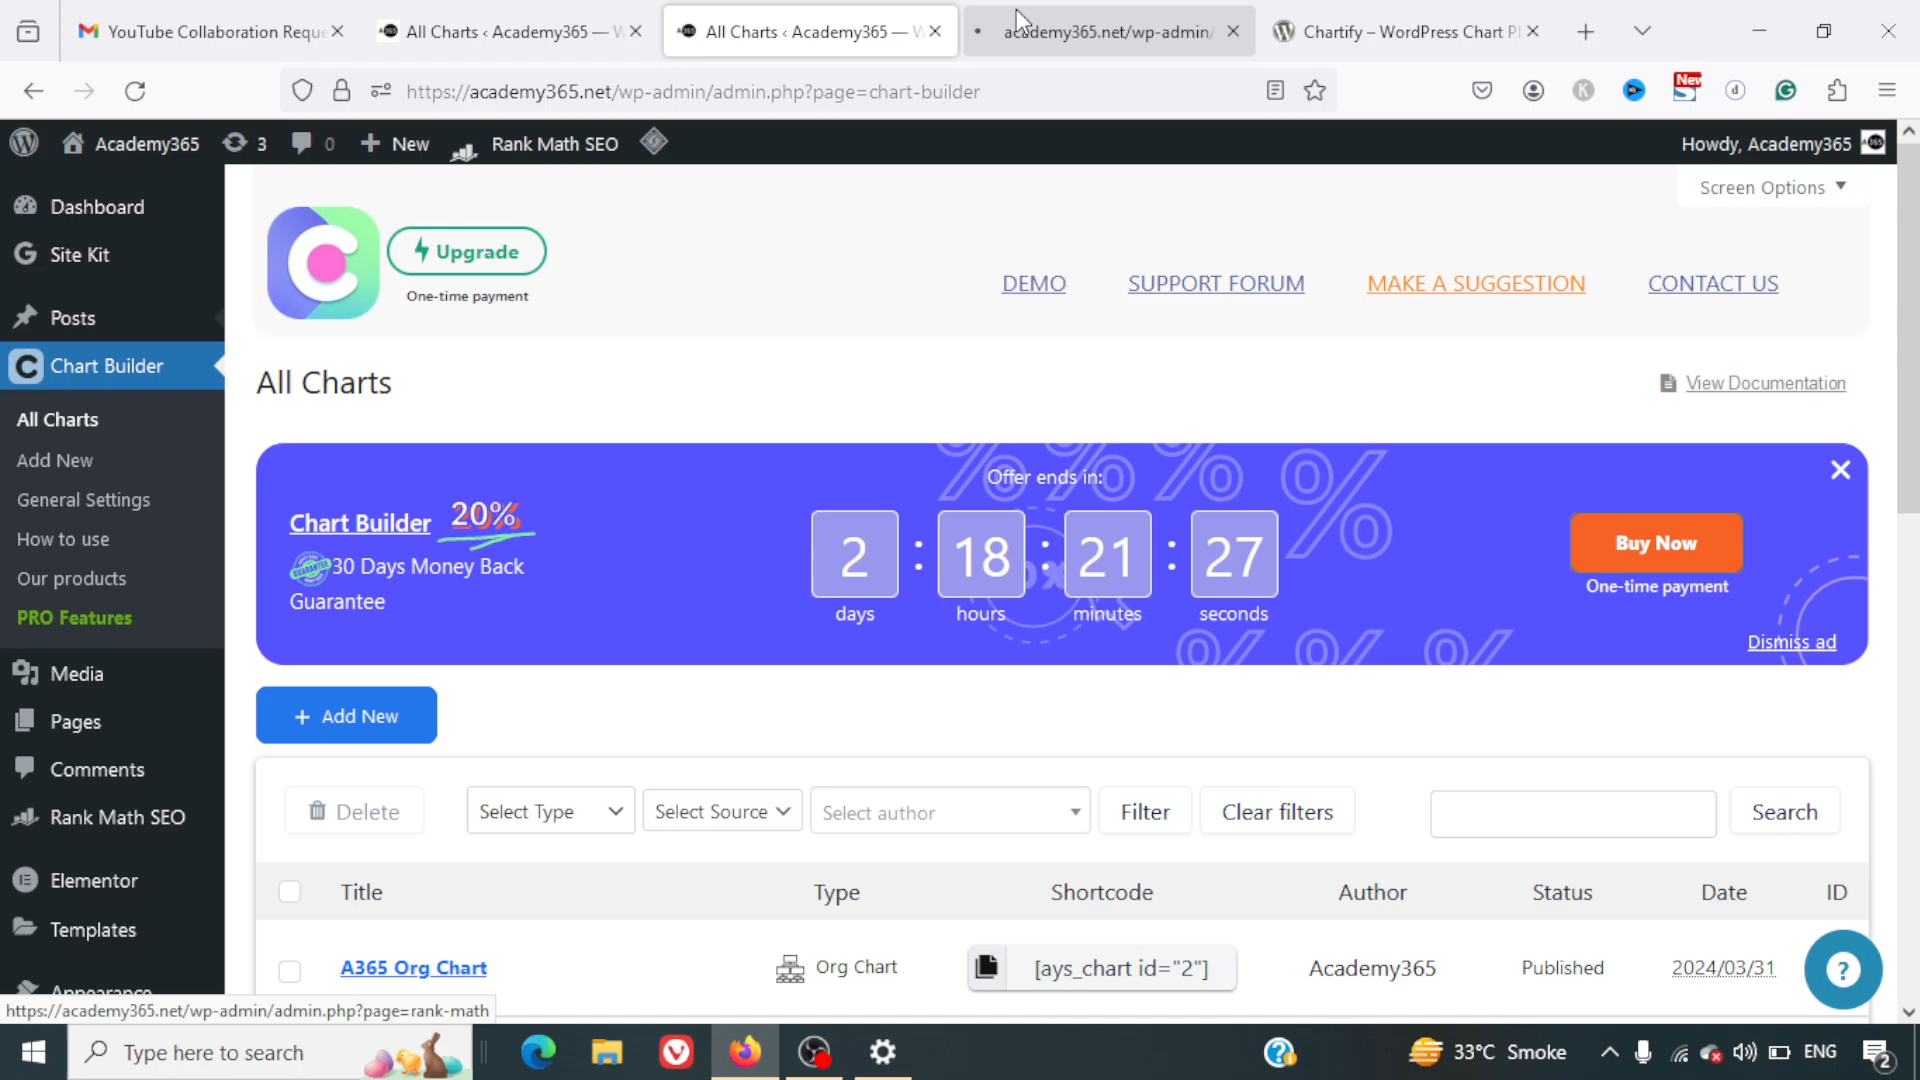 YouTube Collaboration Reque
All Charts ‹ Academy365 — W
All Charts ‹ Academy365 — W
academy365.net/wp-admin/
Chartify – WordPress Chart Pl
https://academy365.net/wp-admin/admin.php?page=chart-builder
New
Academy365
3
0
New
Rank Math SEO
Howdy, Academy365
Screen Options
Dashboard
Site Kit
Posts
Chart Builder
All Charts
Add New
General Settings
How to use
Our products
PRO Features
Media
Pages
Comments
Rank Math SEO
Elementor
Templates
Appearance
Upgrade
One-time payment
DEMO
SUPPORT FORUM
MAKE A SUGGESTION
CONTACT US
All Charts
View Documentation
Chart Builder
20%
30 Days Money Back
Guarantee
Offer ends in:
2 : 18 : 21 : 27
days hours minutes seconds
Buy Now
One-time payment
Dismiss ad
+ Add New
Delete
Select Type
Select Source
Select author
Filter
Clear filters
Search
Title Type Shortcode Author Status Date ID
A365 Org Chart Org Chart [ays_chart id="2"] Academy365 Published 2024/03/31
https://academy365.net/wp-admin/admin.php?page=rank-math
Type here to search
33°C Smoke
ENG
2